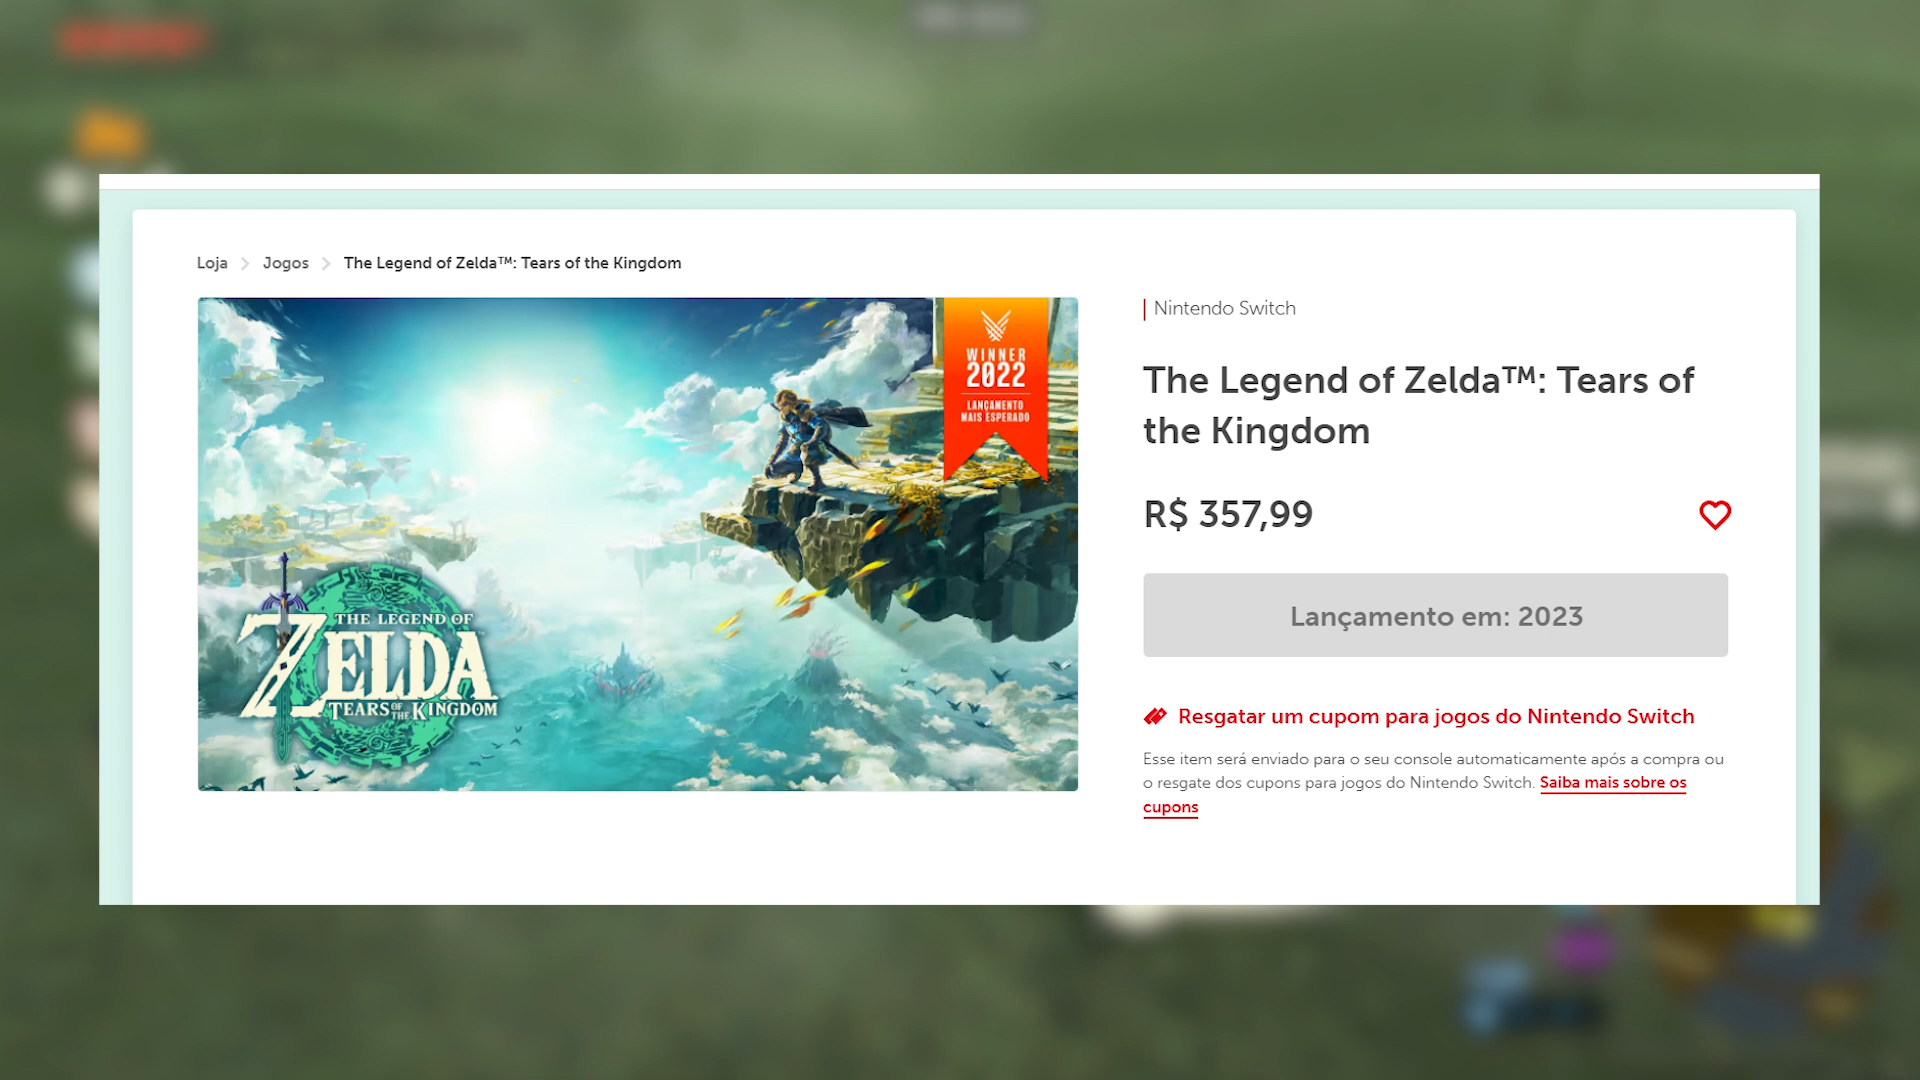 Loja > Jogos > The Legend of Zelda™: Tears of the Kingdom
WINNER
2022
LANÇAMENTO
MAIS ESPERADO
THE LEGEND OF
ZELDA
TEARS OF THE KINGDOM
Nintendo Switch
The Legend of Zelda™: Tears of
the Kingdom
R$ 357,99
Lançamento em: 2023
Resgatar um cupom para jogos do Nintendo Switch
Esse item será enviado para o seu console automaticamente após a compra ou
o resgate dos cupons para jogos do Nintendo Switch. Saiba mais sobre os
cupons